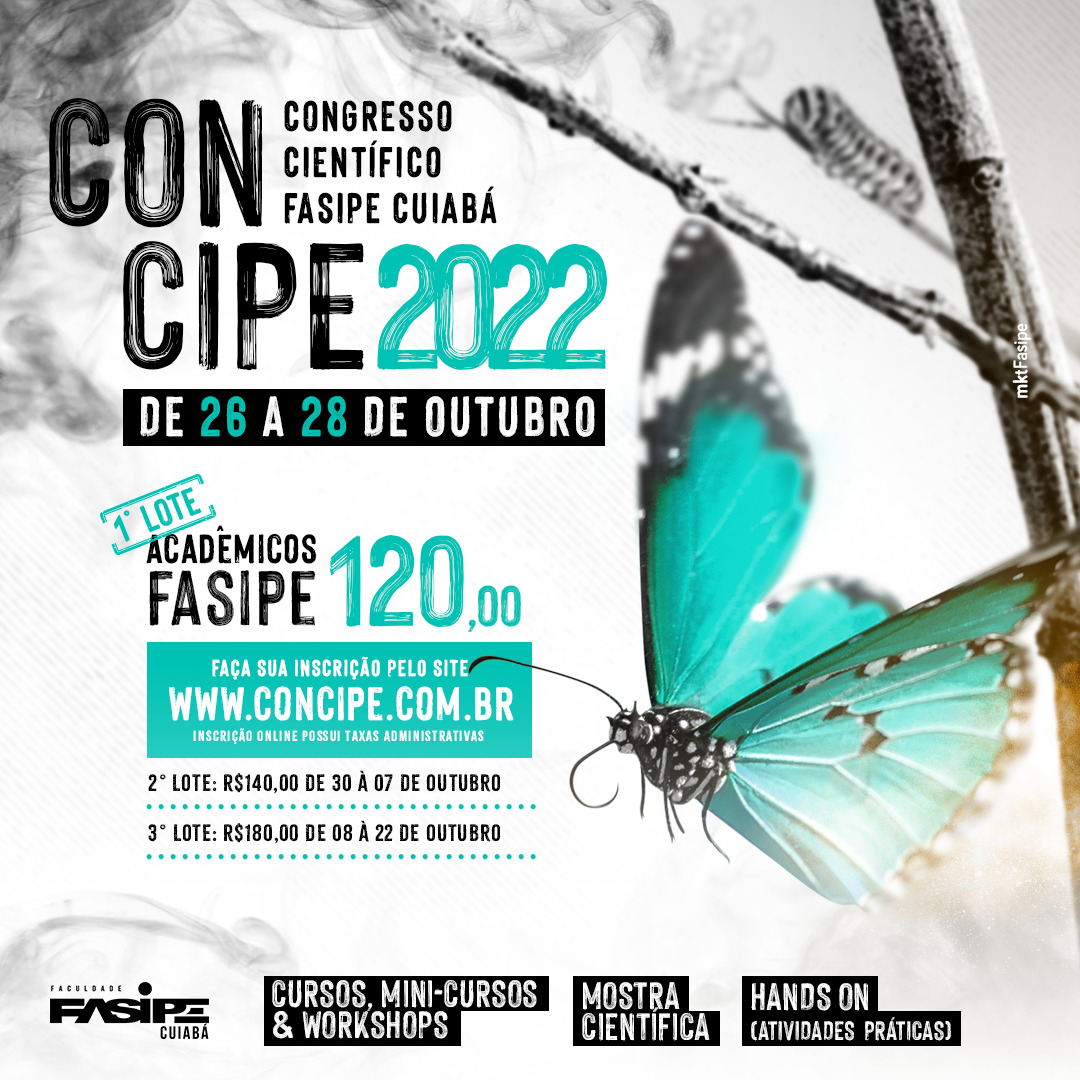 CON
CONGRESSO
CIENTÍFICO
FASIPE CUIABÁ
CIPE 2022
DE 26 A 28 DE OUTUBRO
mktFasipe
1° LOTE
ACADÊMICOS
FASIPE 120,00
FAÇA SUA INSCRIÇÃO PELO SITE
WWW.CONCIPE.COM.BR
INSCRIÇÃO ONLINE POSSUI TAXAS ADMINISTRATIVAS
2° LOTE: R$140,00 DE 30 À 07 DE OUTUBRO
3° LOTE: R$180,00 DE 08 À 22 DE OUTUBRO
FACULDADE
FASIPE
CUIABÁ
CURSOS, MINI-CURSOS
& WORKSHOPS
MOSTRA
CIENTÍFICA
HANDS ON
(ATIVIDADES PRÁTICAS)